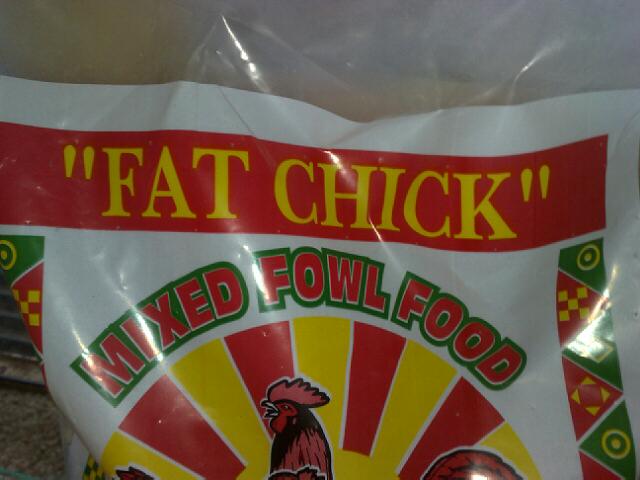 "FAT CHICK"
MIXED FOWL FOOD